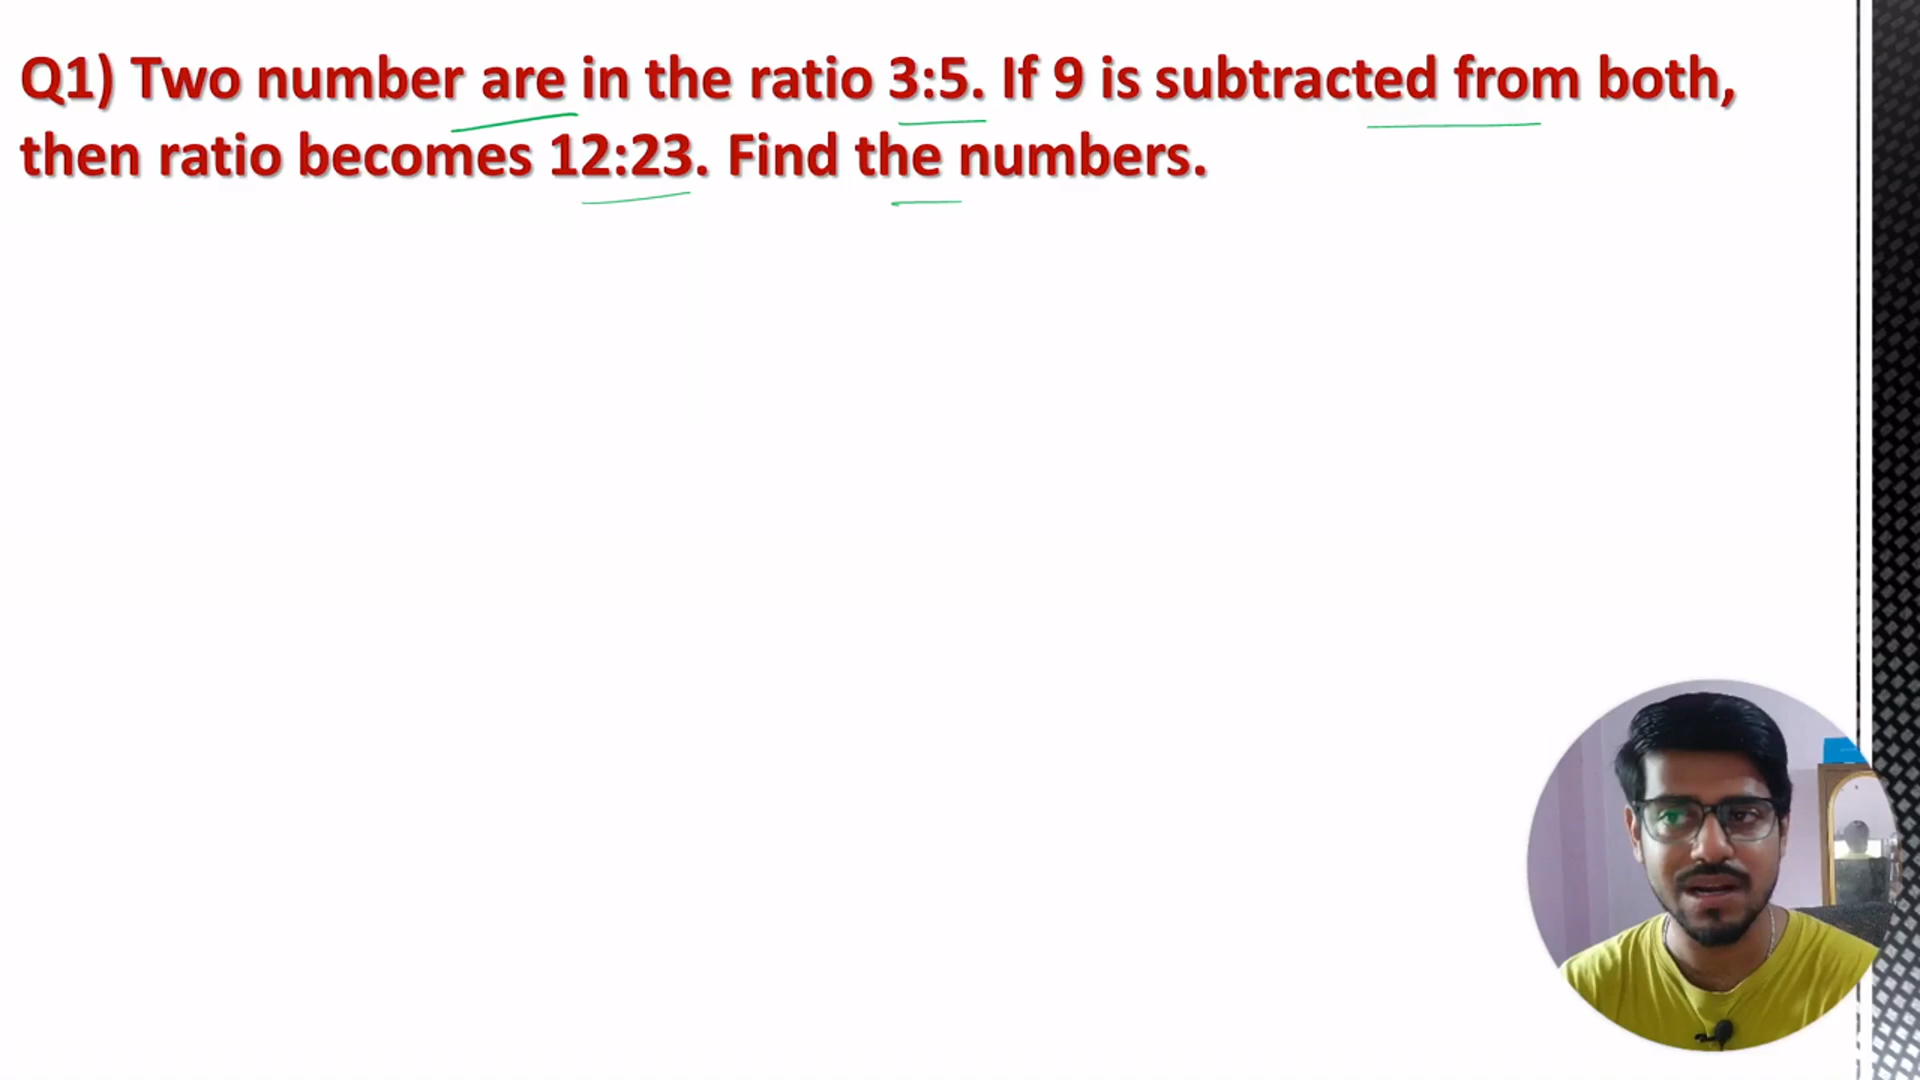 Q1) Two number are in the ratio 3:5. If 9 is subtracted from both,
then ratio becomes 12:23. Find the numbers.